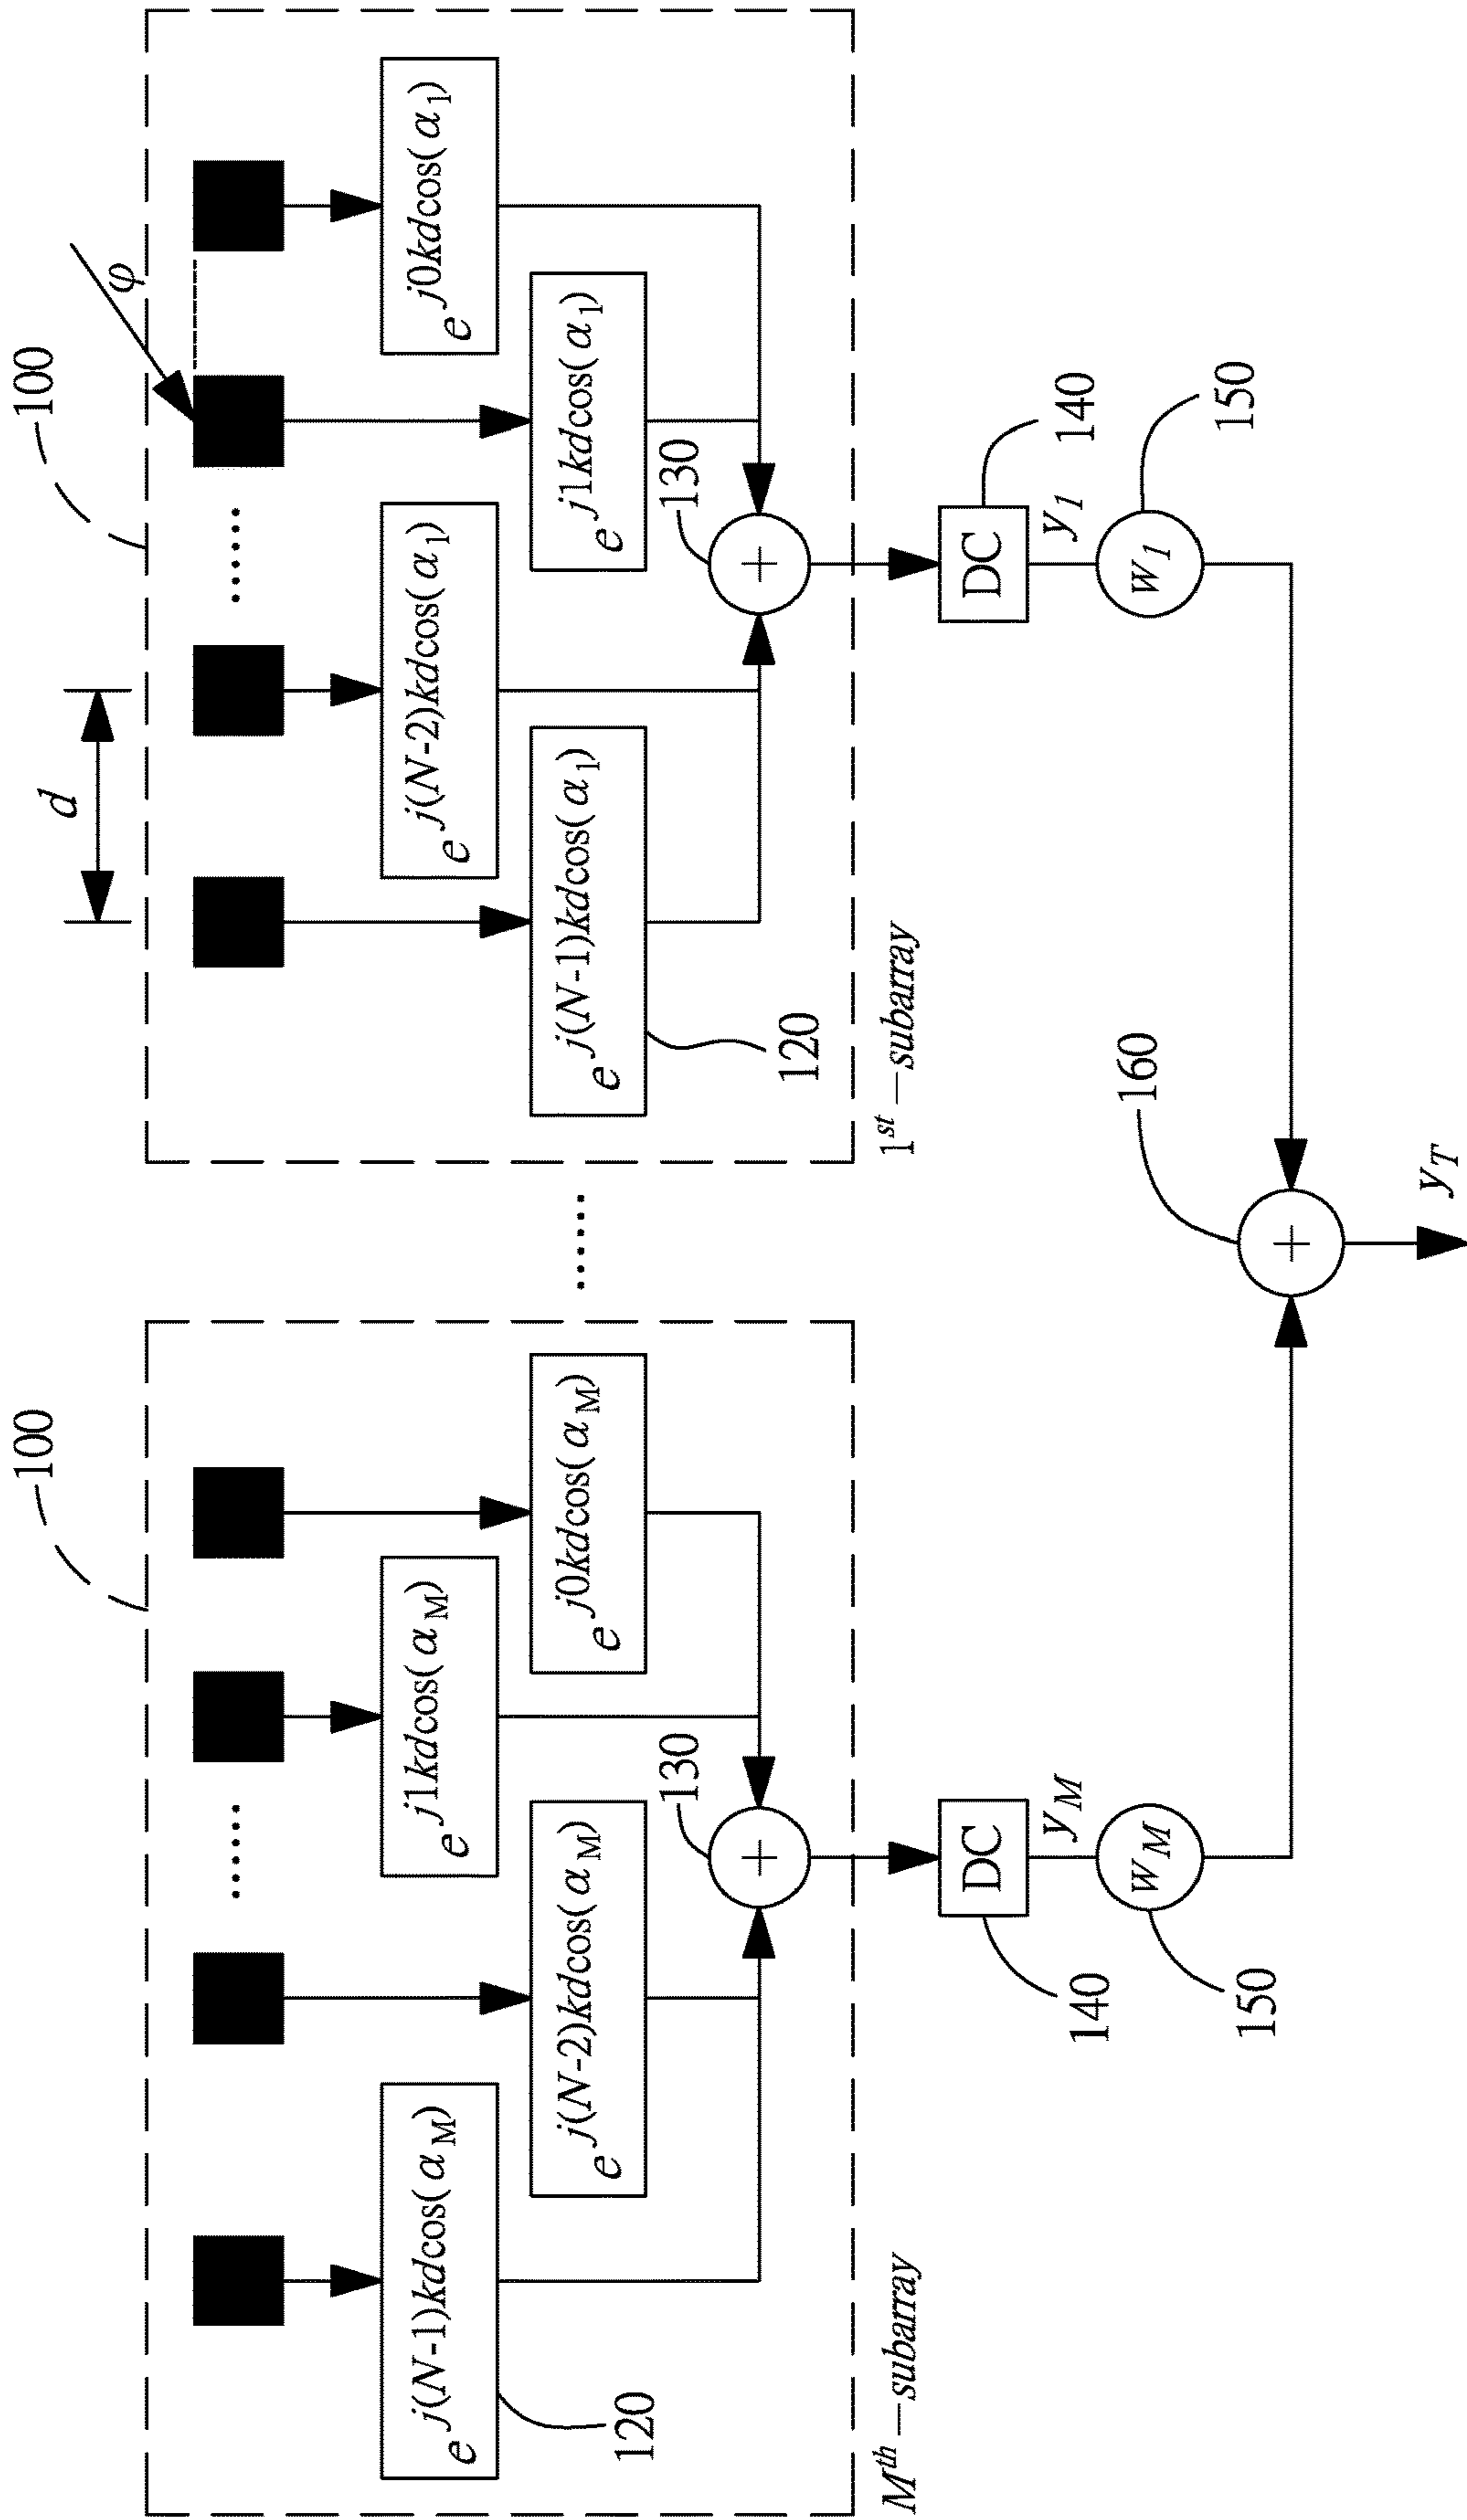 100
100
d
φ
e^{j(N-1)kdcos(α_M)}
e^{j(N-2)kdcos(α_M)}
......
e^{j1kdcos(α_M)}
e^{j0kdcos(α_M)}
......
e^{j(N-1)kdcos(α_1)}
e^{j(N-2)kdcos(α_1)}
......
e^{j1kdcos(α_1)}
e^{j0kdcos(α_1)}
120
130
+
120
130
+
M^{th}–subarray
1^{st}–subarray
DC
140
DC
140
y_M
y_1
w_M
150
w_1
150
160
+
y_T